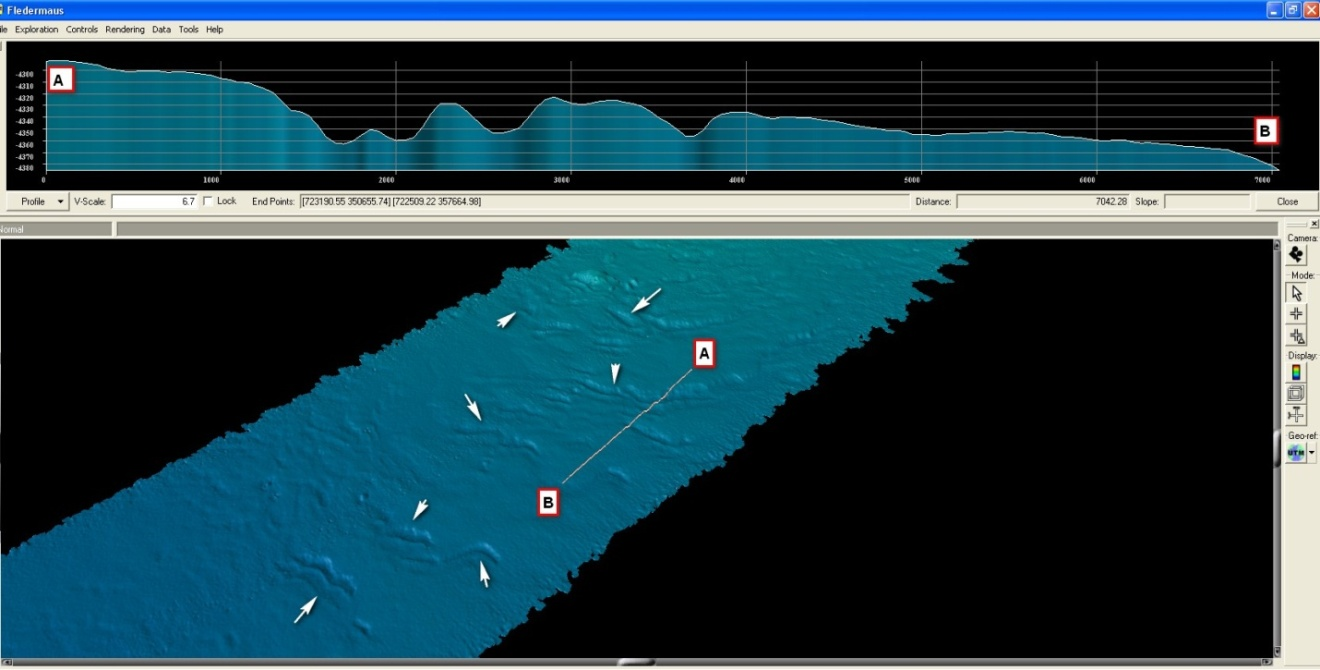 Fledermaus
ile Exploration Controls Rendering Data Tools Help
A
B
-4300
-4310
-4320
-4330
-4340
-4350
-4360
-4370
-4380
0 1000 2000 3000 4000 5000 6000 7000
Profile V-Scale: 6.7 Lock End Points: [723190.55 350655.74] [722509.22 357664.98] Distance: 7042.28 Slope: Close
Normal
Camera:
Mode:
Display:
Geo-ref:
UTM
A
B